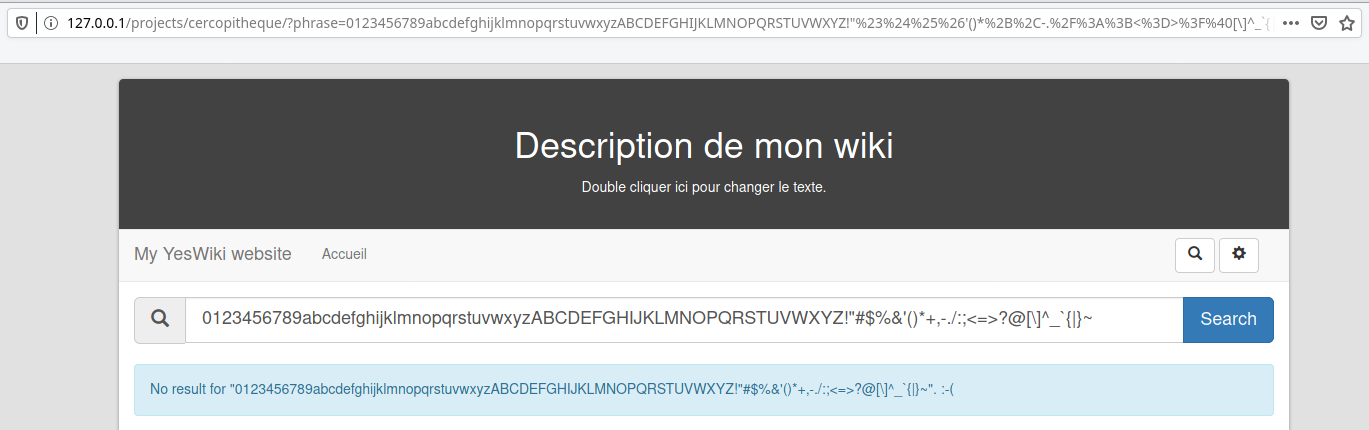 127.0.0.1/projects/cercopitheque/?phrase=0123456789abcdefghijklmnopqrstuvwxyzABCDEFGHIJKLMNOPQRSTUVWXYZ!"%23%24%25%26'()*%2B%2C-.%2F%3A%3B<%3D>%3F%40[\]^_`{|
Description de mon wiki
Double cliquer ici pour changer le texte.
My YesWiki website Accueil
0123456789abcdefghijklmnopqrstuvwxyzABCDEFGHIJKLMNOPQRSTUVWXYZ!"#$%&'()*+,-./:;<=>?@[\]^_`{|}~ Search
No result for "0123456789abcdefghijklmnopqrstuvwxyzABCDEFGHIJKLMNOPQRSTUVWXYZ!"#$%&'()*+,-./:;<=>?@[\]^_`{|}~". :-(